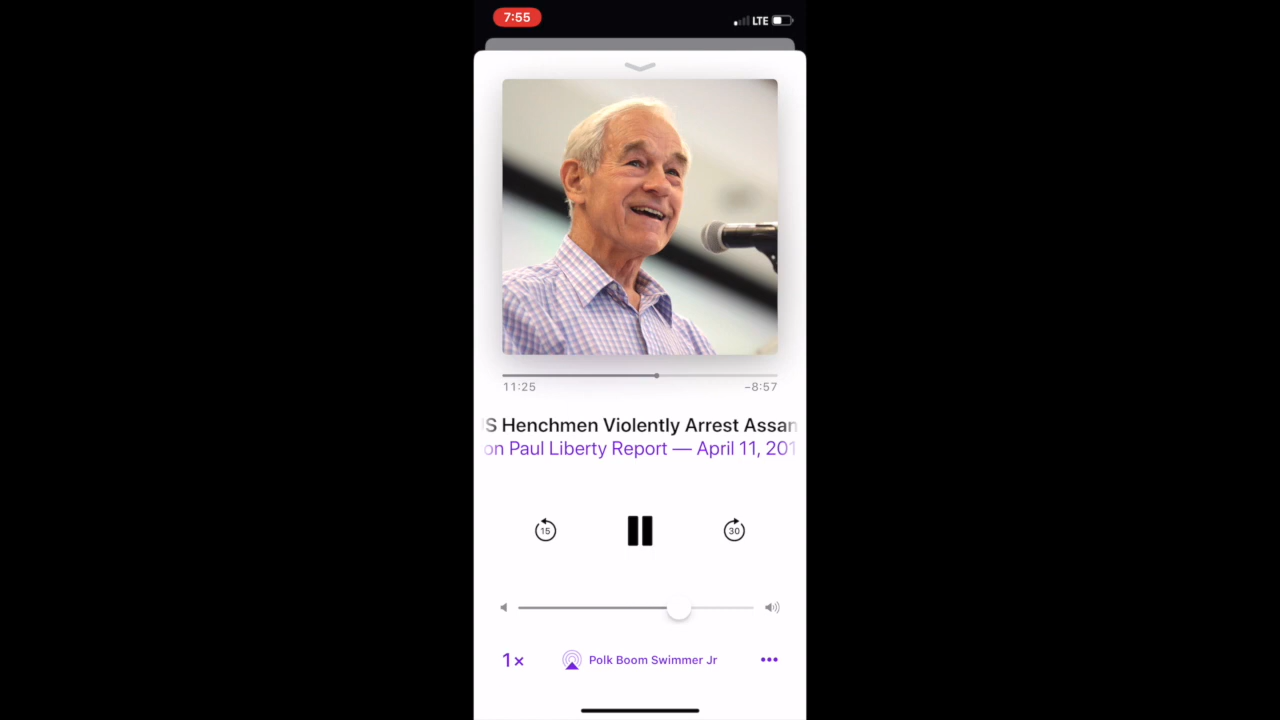 7:55
LTE
11:25
−8:57
S Henchmen Violently Arrest Assan
on Paul Liberty Report — April 11, 201
15
30
1×
Polk Boom Swimmer Jr